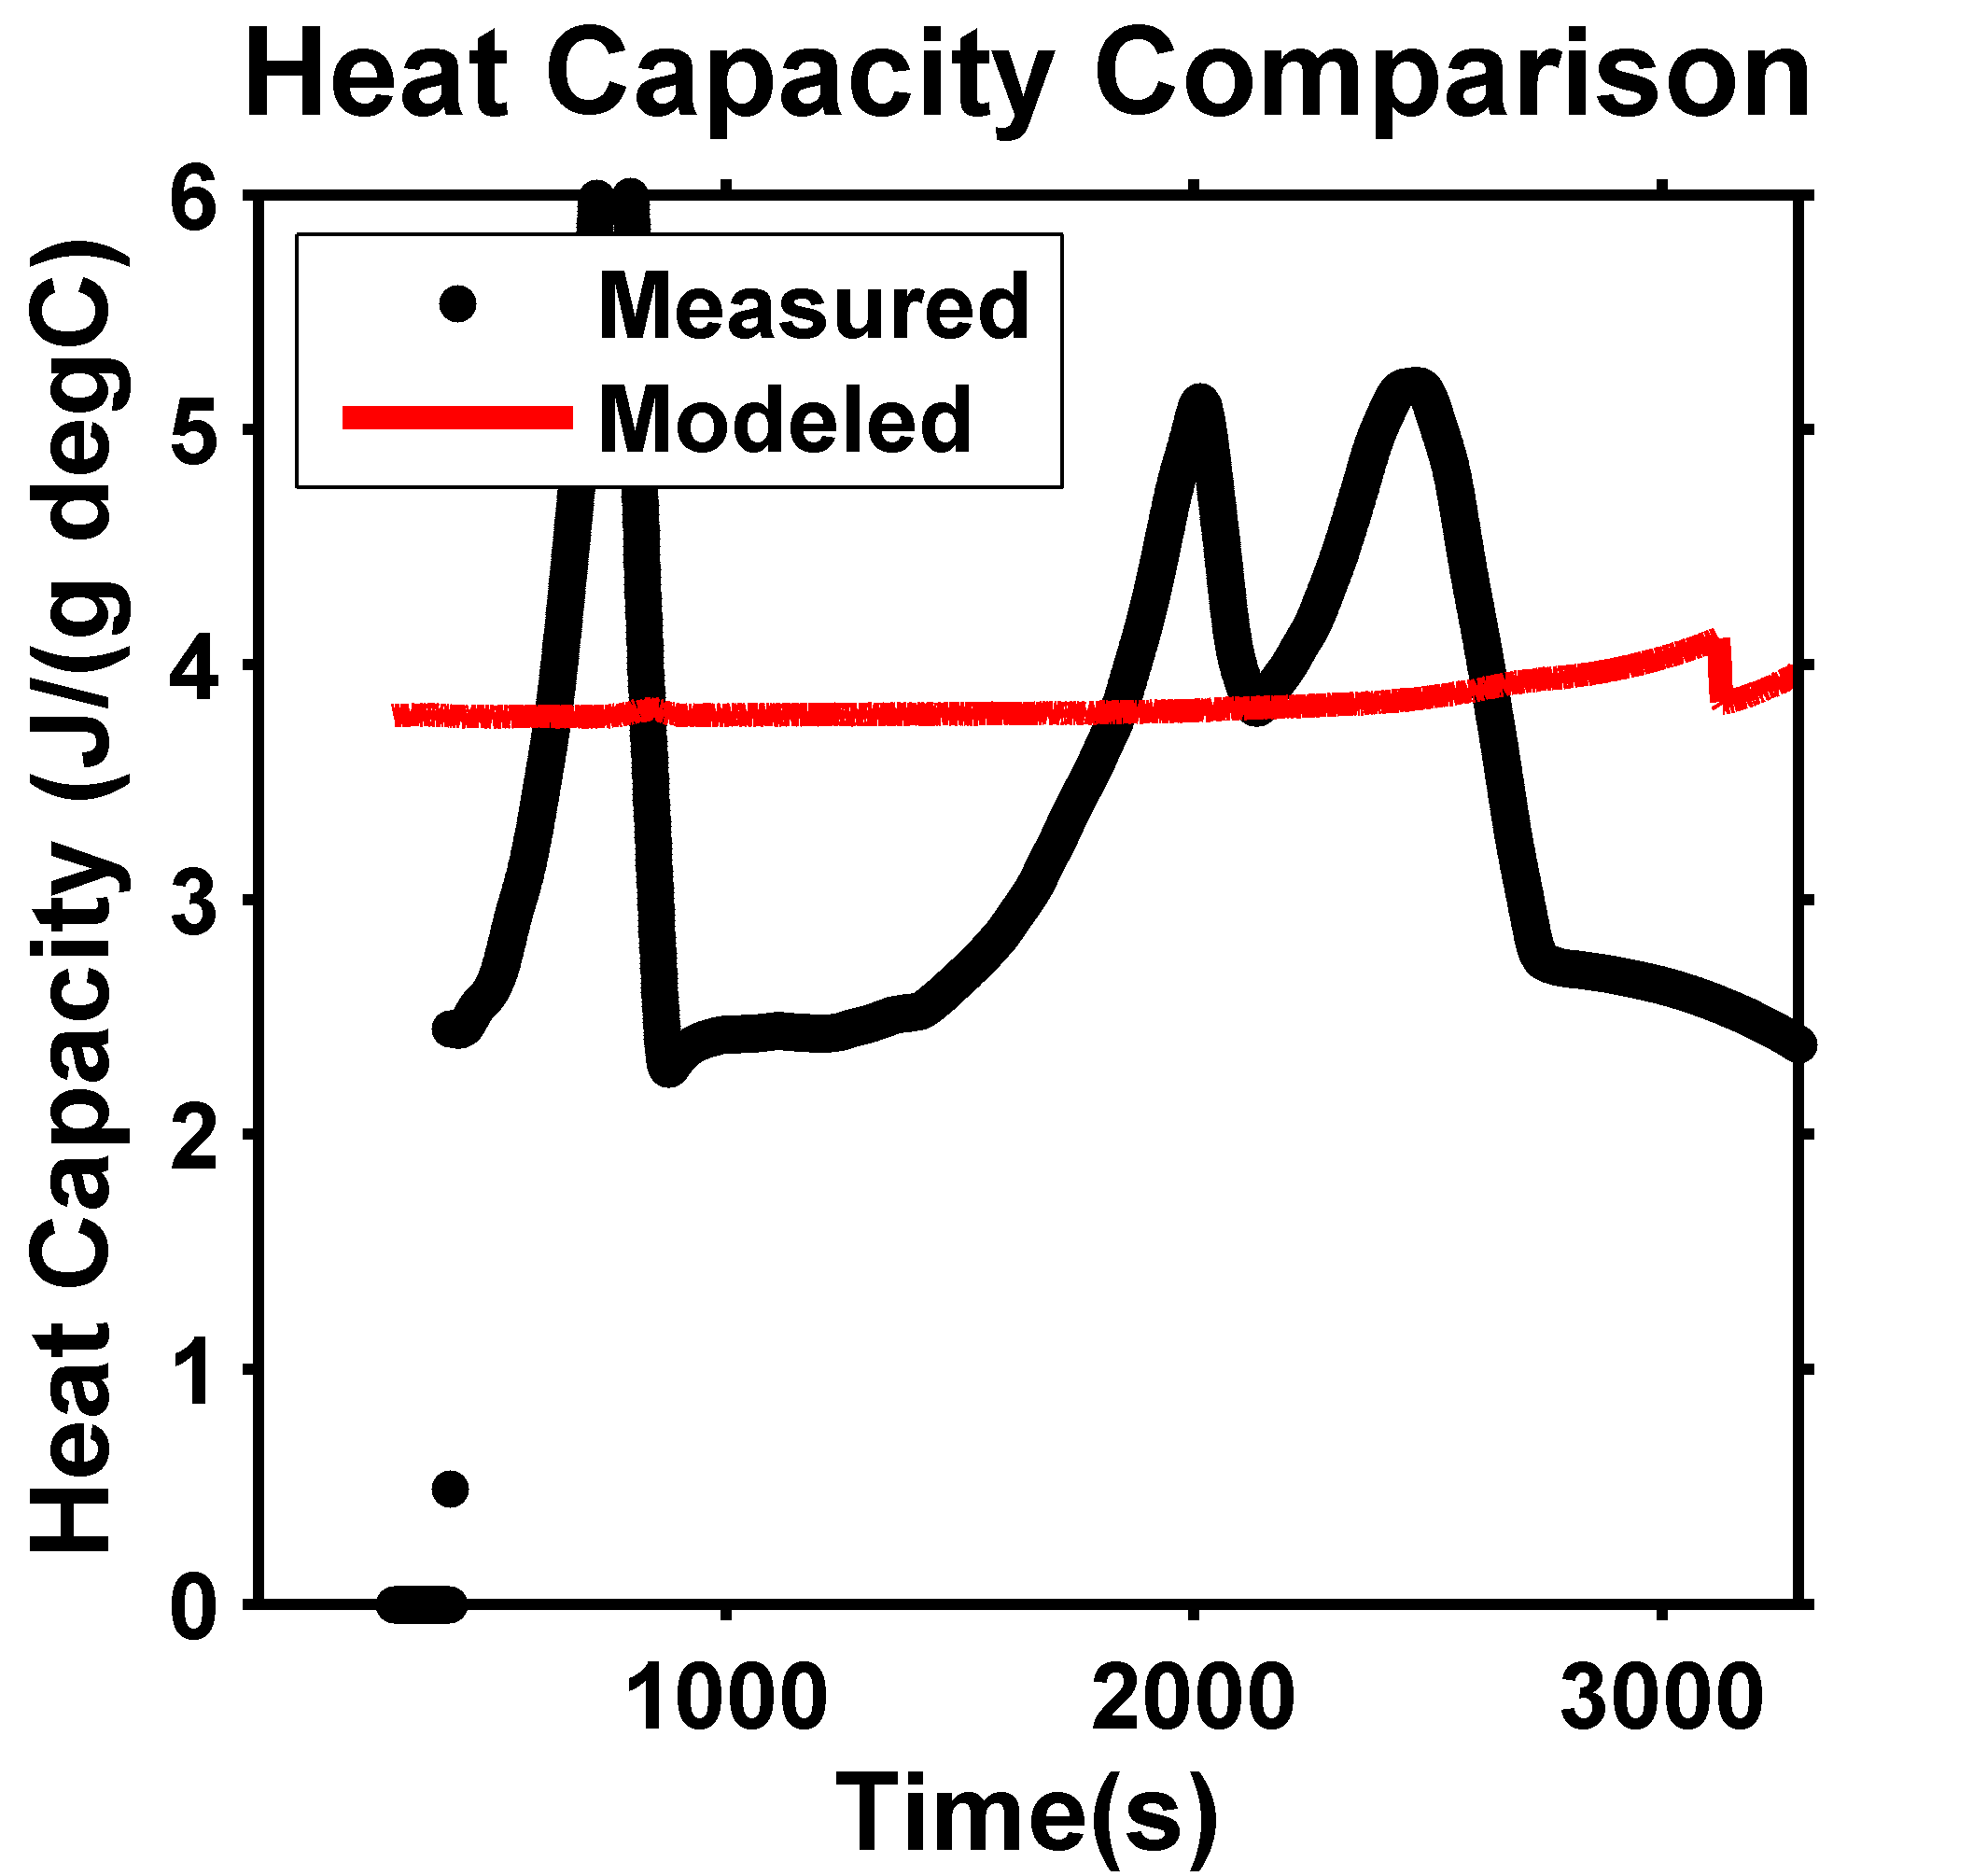 Heat Capacity Comparison
Heat Capacity (J/(g degC)
6
5
4
3
2
1
0
Measured
Modeled
1000 2000 3000
Time(s)